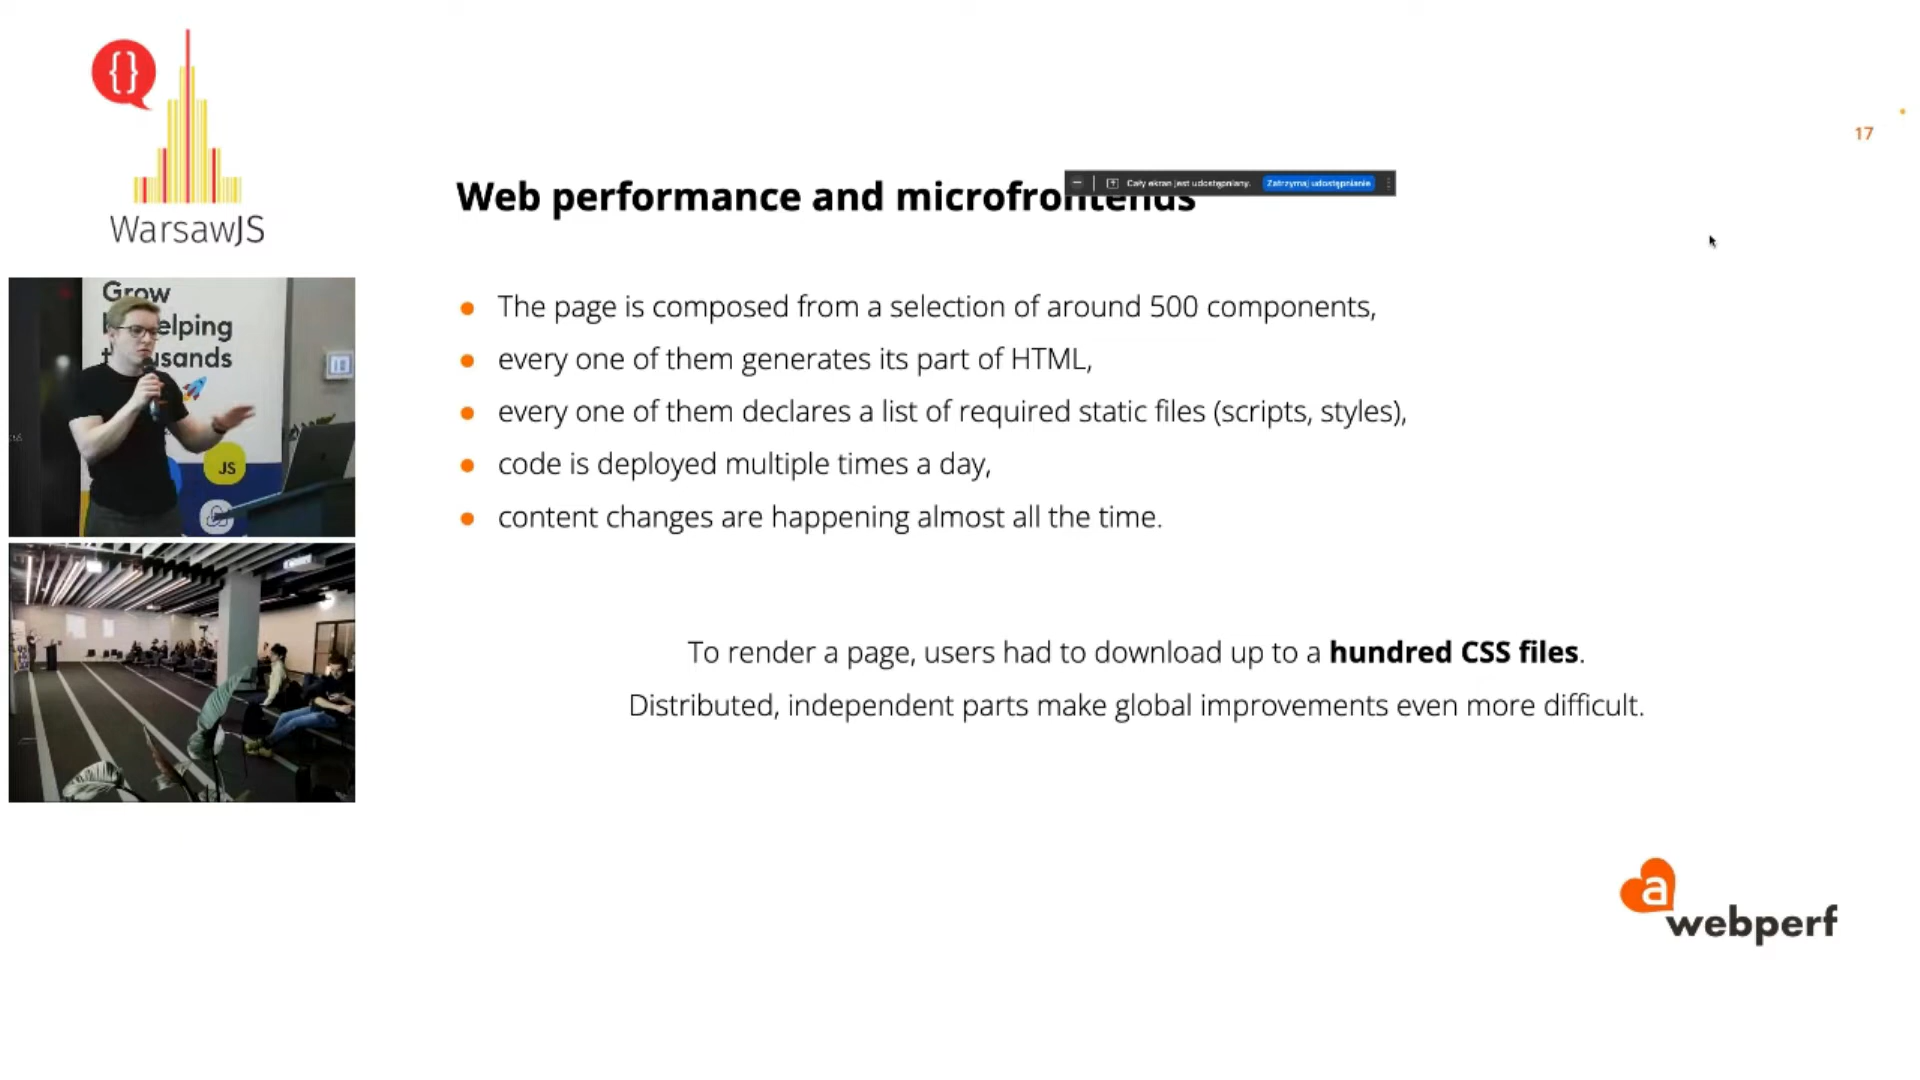 {}
WarsawJS
17
Web performance and microfrontends
Cały ekran jest udostępniany.
Zatrzymaj udostępnianie
Grow
elping
usands
JS
The page is composed from a selection of around 500 components,
every one of them generates its part of HTML,
every one of them declares a list of required static files (scripts, styles),
code is deployed multiple times a day,
content changes are happening almost all the time.
To render a page, users had to download up to a hundred CSS files.
Distributed, independent parts make global improvements even more difficult.
a
webperf